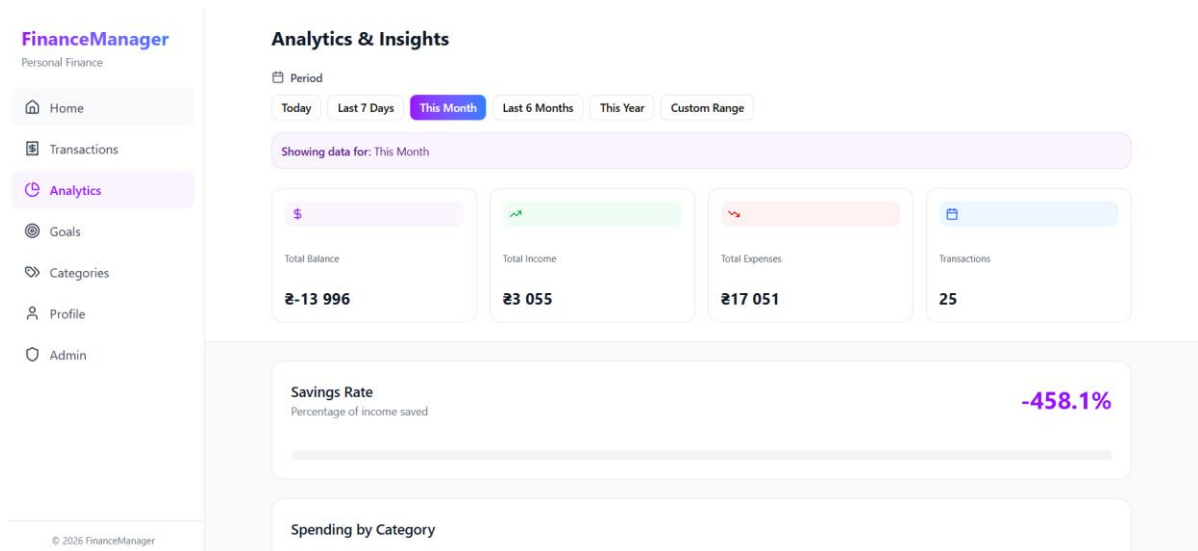 FinanceManager
Personal Finance
Home
Transactions
Analytics
Goals
Categories
Profile
Admin
© 2026 FinanceManager
Analytics & Insights
Period
Today
Last 7 Days
This Month
Last 6 Months
This Year
Custom Range
Showing data for: This Month
$
Total Balance
₴-13 996
Total Income
₴3 055
Total Expenses
₴17 051
Transactions
25
Savings Rate
Percentage of income saved
-458.1%
Spending by Category